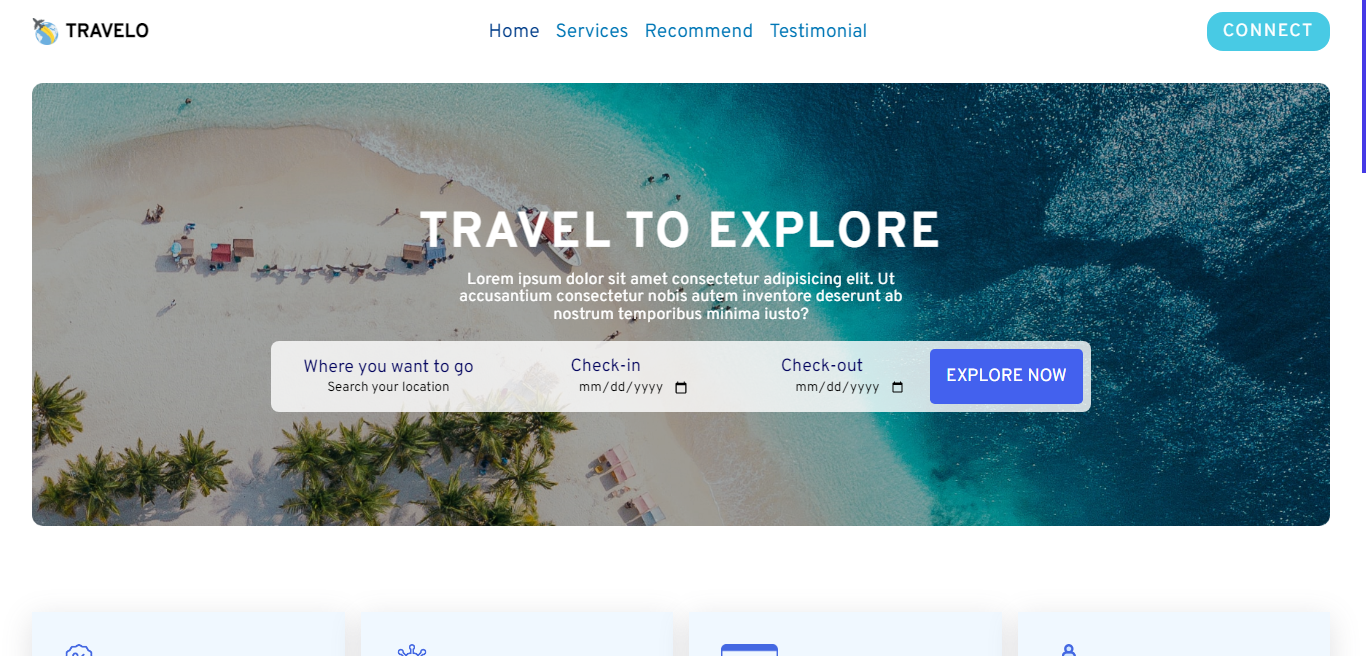 TRAVELO
Home Services Recommend Testimonial
CONNECT
TRAVEL TO EXPLORE
Lorem ipsum dolor sit amet consectetur adipisicing elit. Ut
accusantium consectetur nobis autem inventore deserunt ab
nostrum temporibus minima iusto?
Where you want to go
Search your location
Check-in
mm/dd/yyyy
Check-out
mm/dd/yyyy
EXPLORE NOW